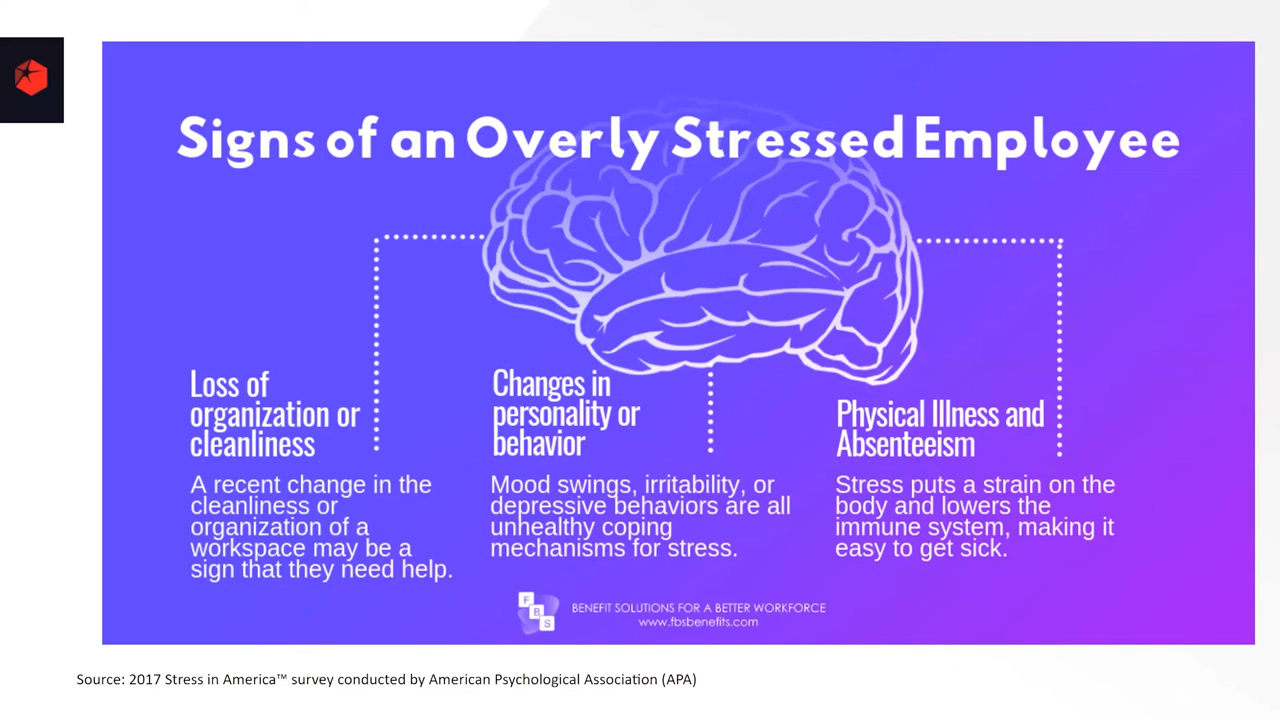 Signs of an Overly Stressed Employee
Loss of
organization or
cleanliness
A recent change in the
cleanliness or
organization of a
workspace may be a
sign that they need help.
Changes in
personality or
behavior
Mood swings, irritability, or
depressive behaviors are all
unhealthy coping
mechanisms for stress.
Physical Illness and
Absenteeism
Stress puts a strain on the
body and lowers the
immune system, making it
easy to get sick.
F
B
S
BENEFIT SOLUTIONS FOR A BETTER WORKFORCE
www.fbsbenefits.com
Source: 2017 Stress in America™ survey conducted by American Psychological Association (APA)